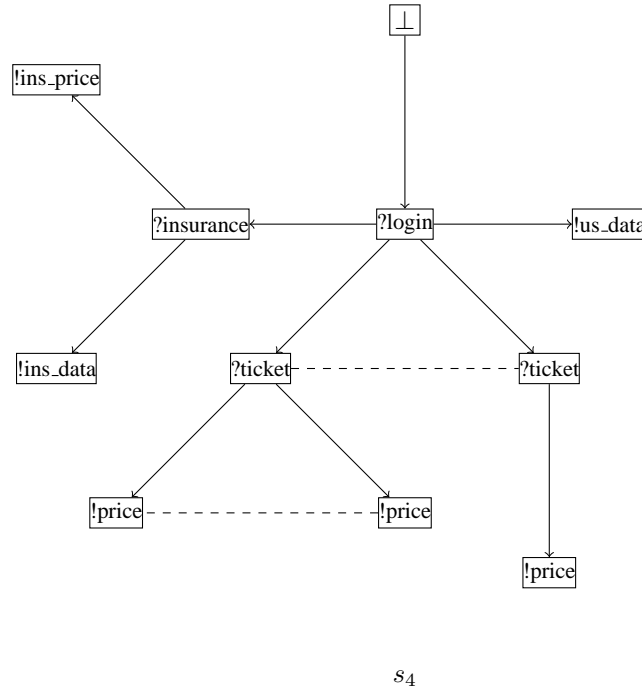 ⊥
!ins_price
?insurance
?login
!us_data
!ins_data
?ticket
?ticket
!price
!price
!price
s₄